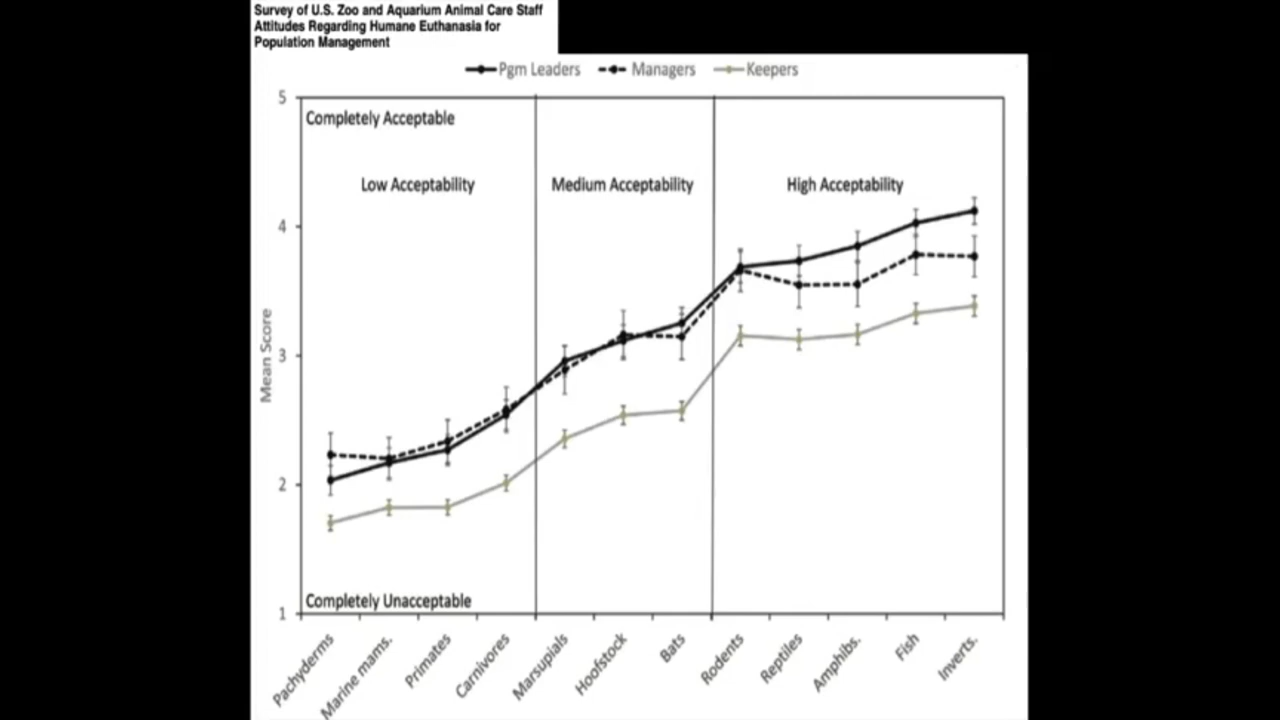 Survey of U.S. Zoo and Aquarium Animal Care Staff
Attitudes Regarding Humane Euthanasia for
Population Management
Pgm Leaders Managers Keepers
5
Completely Acceptable
Low Acceptability Medium Acceptability High Acceptability
4
Mean Score
3
2
Completely Unacceptable
1
Pachyderms
Marine mams.
Primates
Carnivores
Marsupials
Hoofstock
Bats
Rodents
Reptiles
Amphibs.
Fish
Inverts.